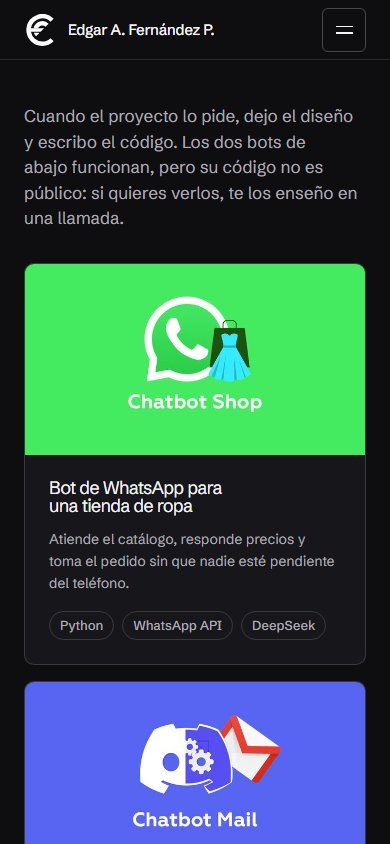 Edgar A. Fernández P.
Cuando el proyecto lo pide, dejo el diseño
y escribo el código. Los dos bots de
abajo funcionan, pero su código no es
público: si quieres verlos, te los enseño en
una llamada.
Chatbot Shop
Bot de WhatsApp para
una tienda de ropa
Atiende el catálogo, responde precios y
toma el pedido sin que nadie esté pendiente
del teléfono.
Python
WhatsApp API
DeepSeek
Chatbot Mail